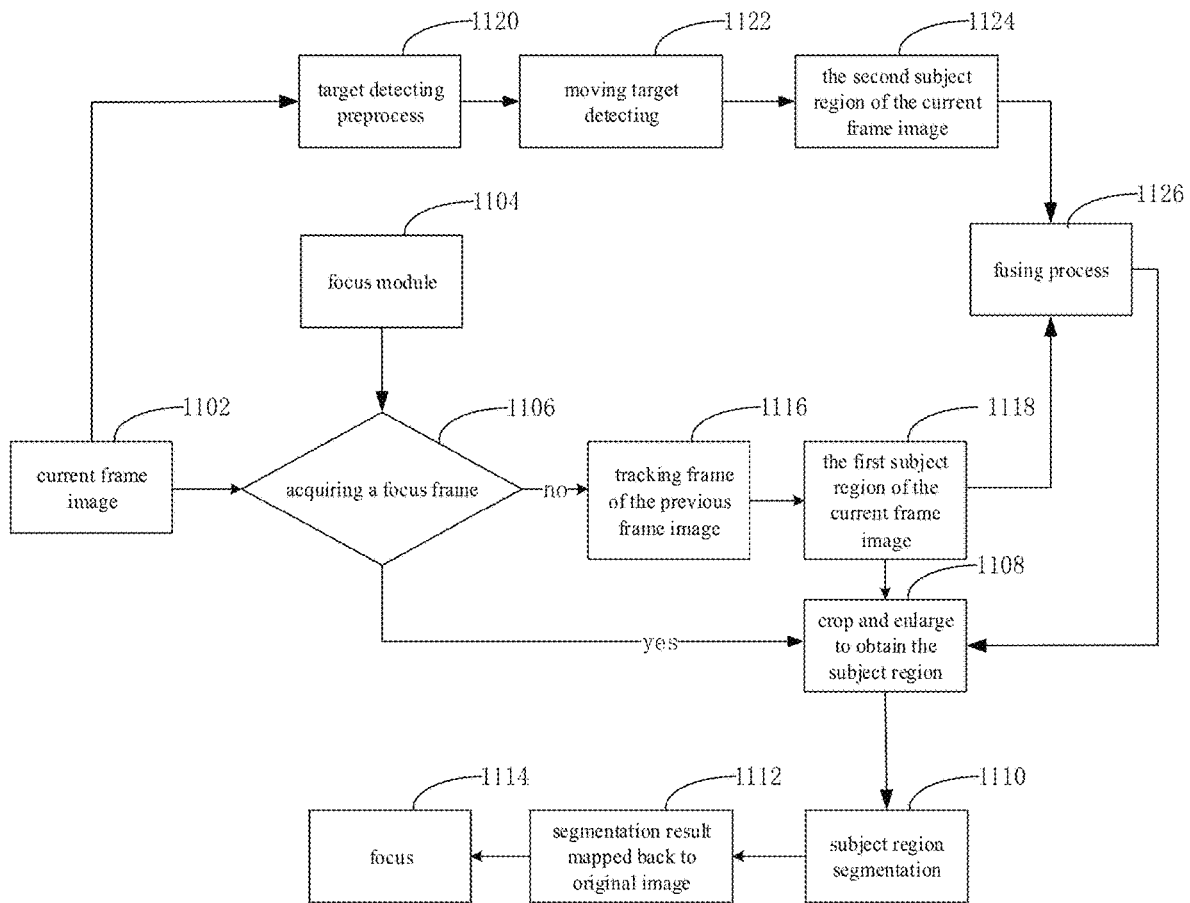 1120
1122
1124
target detecting
preprocess
moving target
detecting
the second subject
region of the current
frame image
1104
1126
focus module
fusing process
1102
1106
1116
1118
current frame
image
acquiring a focus frame
no
tracking frame
of the previous
frame image
the first subject
region of the
current frame
image
1108
yes
crop and enlarge
to obtain the
subject region
1114
1112
1110
focus
segmentation result
mapped back to
original image
subject region
segmentation